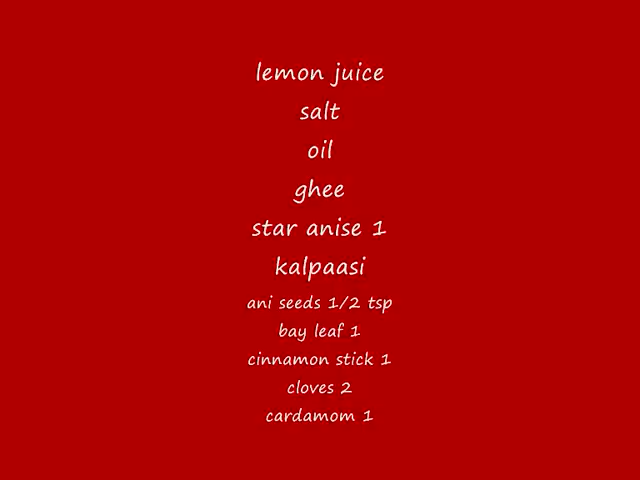 lemon juice
salt
oil
ghee
star anise 1
kalpaasi
ani seeds 1/2 tsp
bay leaf 1
cinnamon stick 1
cloves 2
cardamom 1